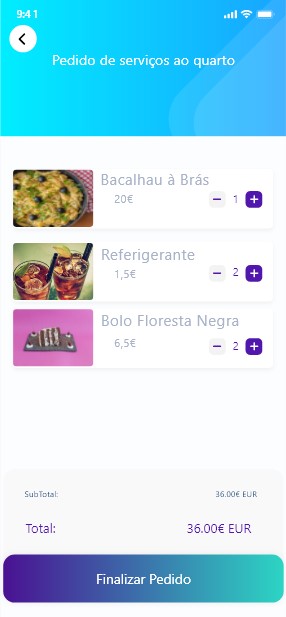 9:41
Pedido de serviços ao quarto
Bacalhau à Brás
20€
1
Referigerante
1,5€
2
Bolo Floresta Negra
6,5€
2
SubTotal: 36.00€ EUR
Total: 36.00€ EUR
Finalizar Pedido